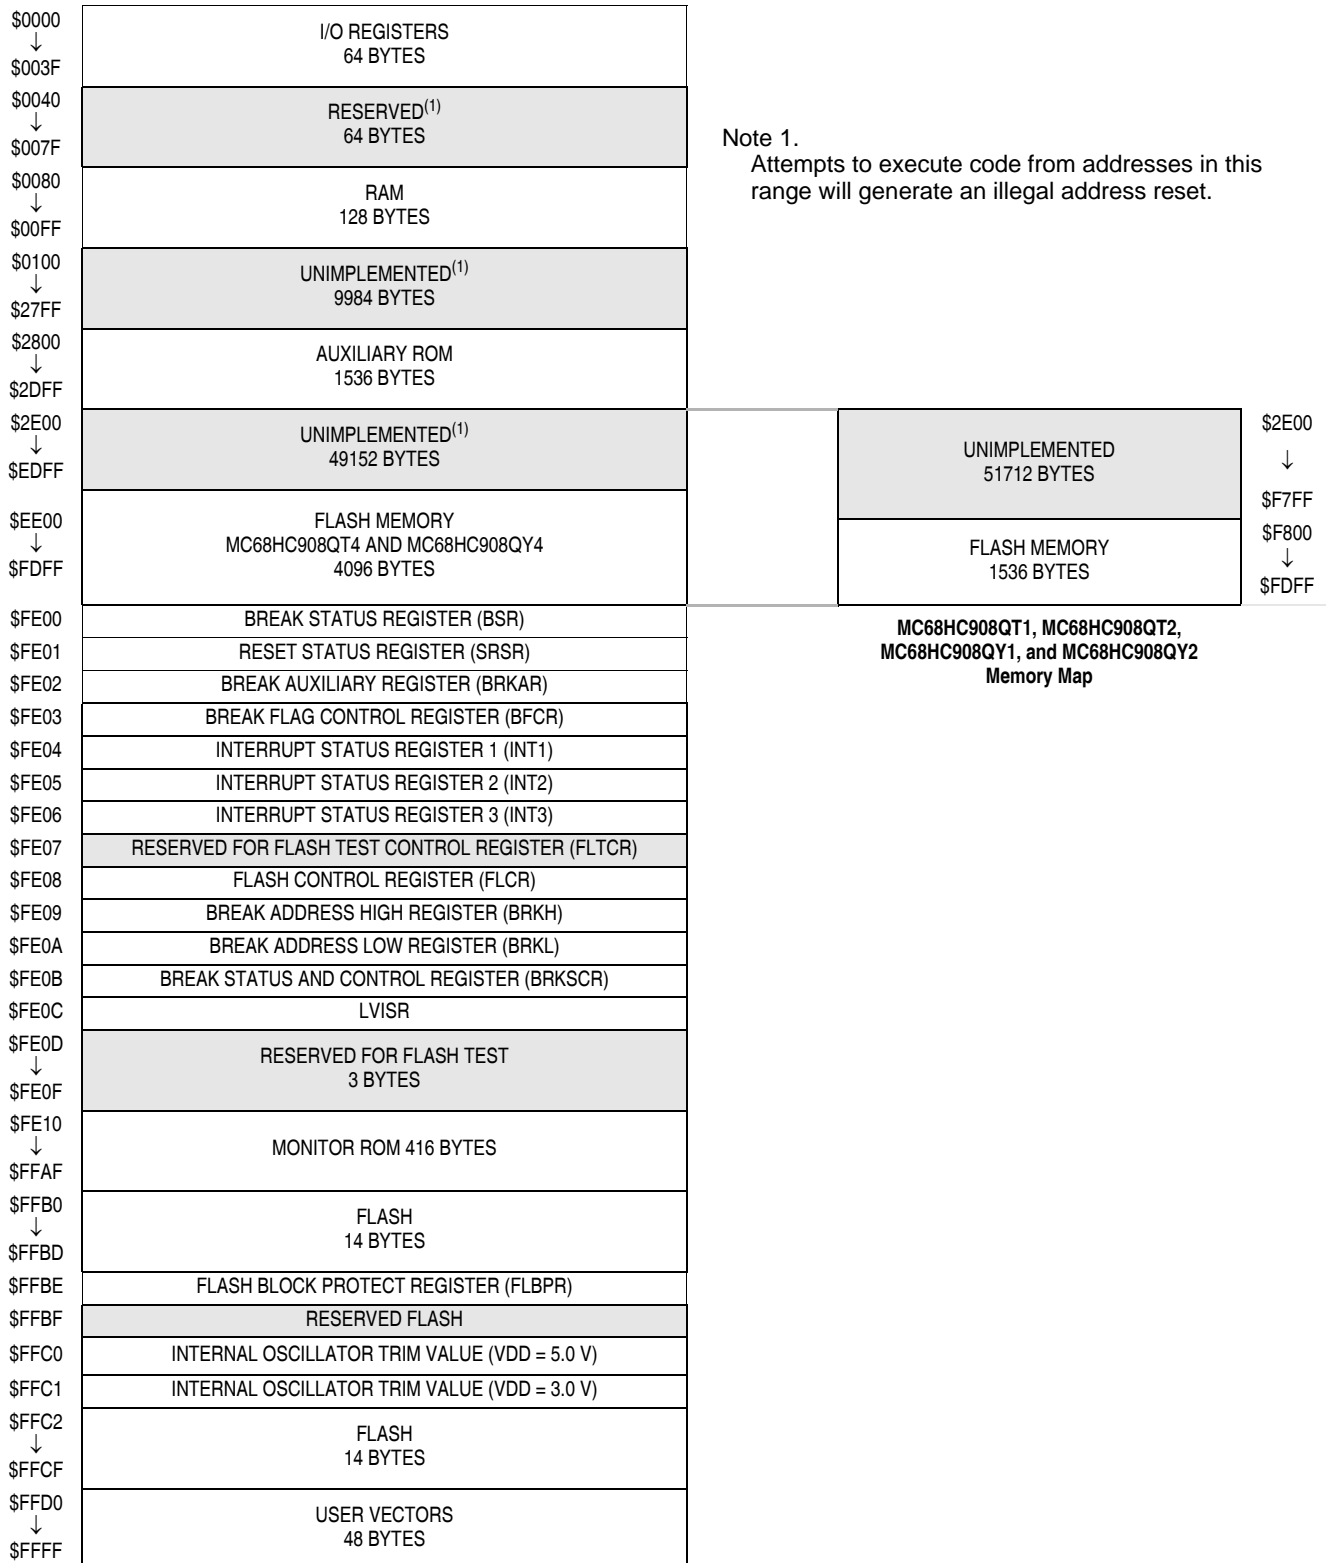 $0000
↓
$003F
I/O REGISTERS
64 BYTES
$0040
↓
$007F
RESERVED(1)
64 BYTES
Note 1.
Attempts to execute code from addresses in this
range will generate an illegal address reset.
$0080
↓
$00FF
RAM
128 BYTES
$0100
↓
$27FF
UNIMPLEMENTED(1)
9984 BYTES
$2800
↓
$2DFF
AUXILIARY ROM
1536 BYTES
$2E00
↓
$EDFF
UNIMPLEMENTED(1)
49152 BYTES
UNIMPLEMENTED
51712 BYTES
$2E00
↓
$F7FF
$EE00
↓
$FDFF
FLASH MEMORY
MC68HC908QT4 AND MC68HC908QY4
4096 BYTES
FLASH MEMORY
1536 BYTES
$F800
↓
$FDFF
MC68HC908QT1, MC68HC908QT2,
MC68HC908QY1, and MC68HC908QY2
Memory Map
$FE00 BREAK STATUS REGISTER (BSR)
$FE01 RESET STATUS REGISTER (SRSR)
$FE02 BREAK AUXILIARY REGISTER (BRKAR)
$FE03 BREAK FLAG CONTROL REGISTER (BFCR)
$FE04 INTERRUPT STATUS REGISTER 1 (INT1)
$FE05 INTERRUPT STATUS REGISTER 2 (INT2)
$FE06 INTERRUPT STATUS REGISTER 3 (INT3)
$FE07 RESERVED FOR FLASH TEST CONTROL REGISTER (FLTCR)
$FE08 FLASH CONTROL REGISTER (FLCR)
$FE09 BREAK ADDRESS HIGH REGISTER (BRKH)
$FE0A BREAK ADDRESS LOW REGISTER (BRKL)
$FE0B BREAK STATUS AND CONTROL REGISTER (BRKSCR)
$FE0C LVISR
$FE0D
↓
$FE0F
RESERVED FOR FLASH TEST
3 BYTES
$FE10
↓
$FFAF
MONITOR ROM 416 BYTES
$FFB0
↓
$FFBD
FLASH
14 BYTES
$FFBE FLASH BLOCK PROTECT REGISTER (FLBPR)
$FFBF RESERVED FLASH
$FFC0 INTERNAL OSCILLATOR TRIM VALUE (VDD = 5.0 V)
$FFC1 INTERNAL OSCILLATOR TRIM VALUE (VDD = 3.0 V)
$FFC2
↓
$FFCF
FLASH
14 BYTES
$FFD0
↓
$FFFF
USER VECTORS
48 BYTES